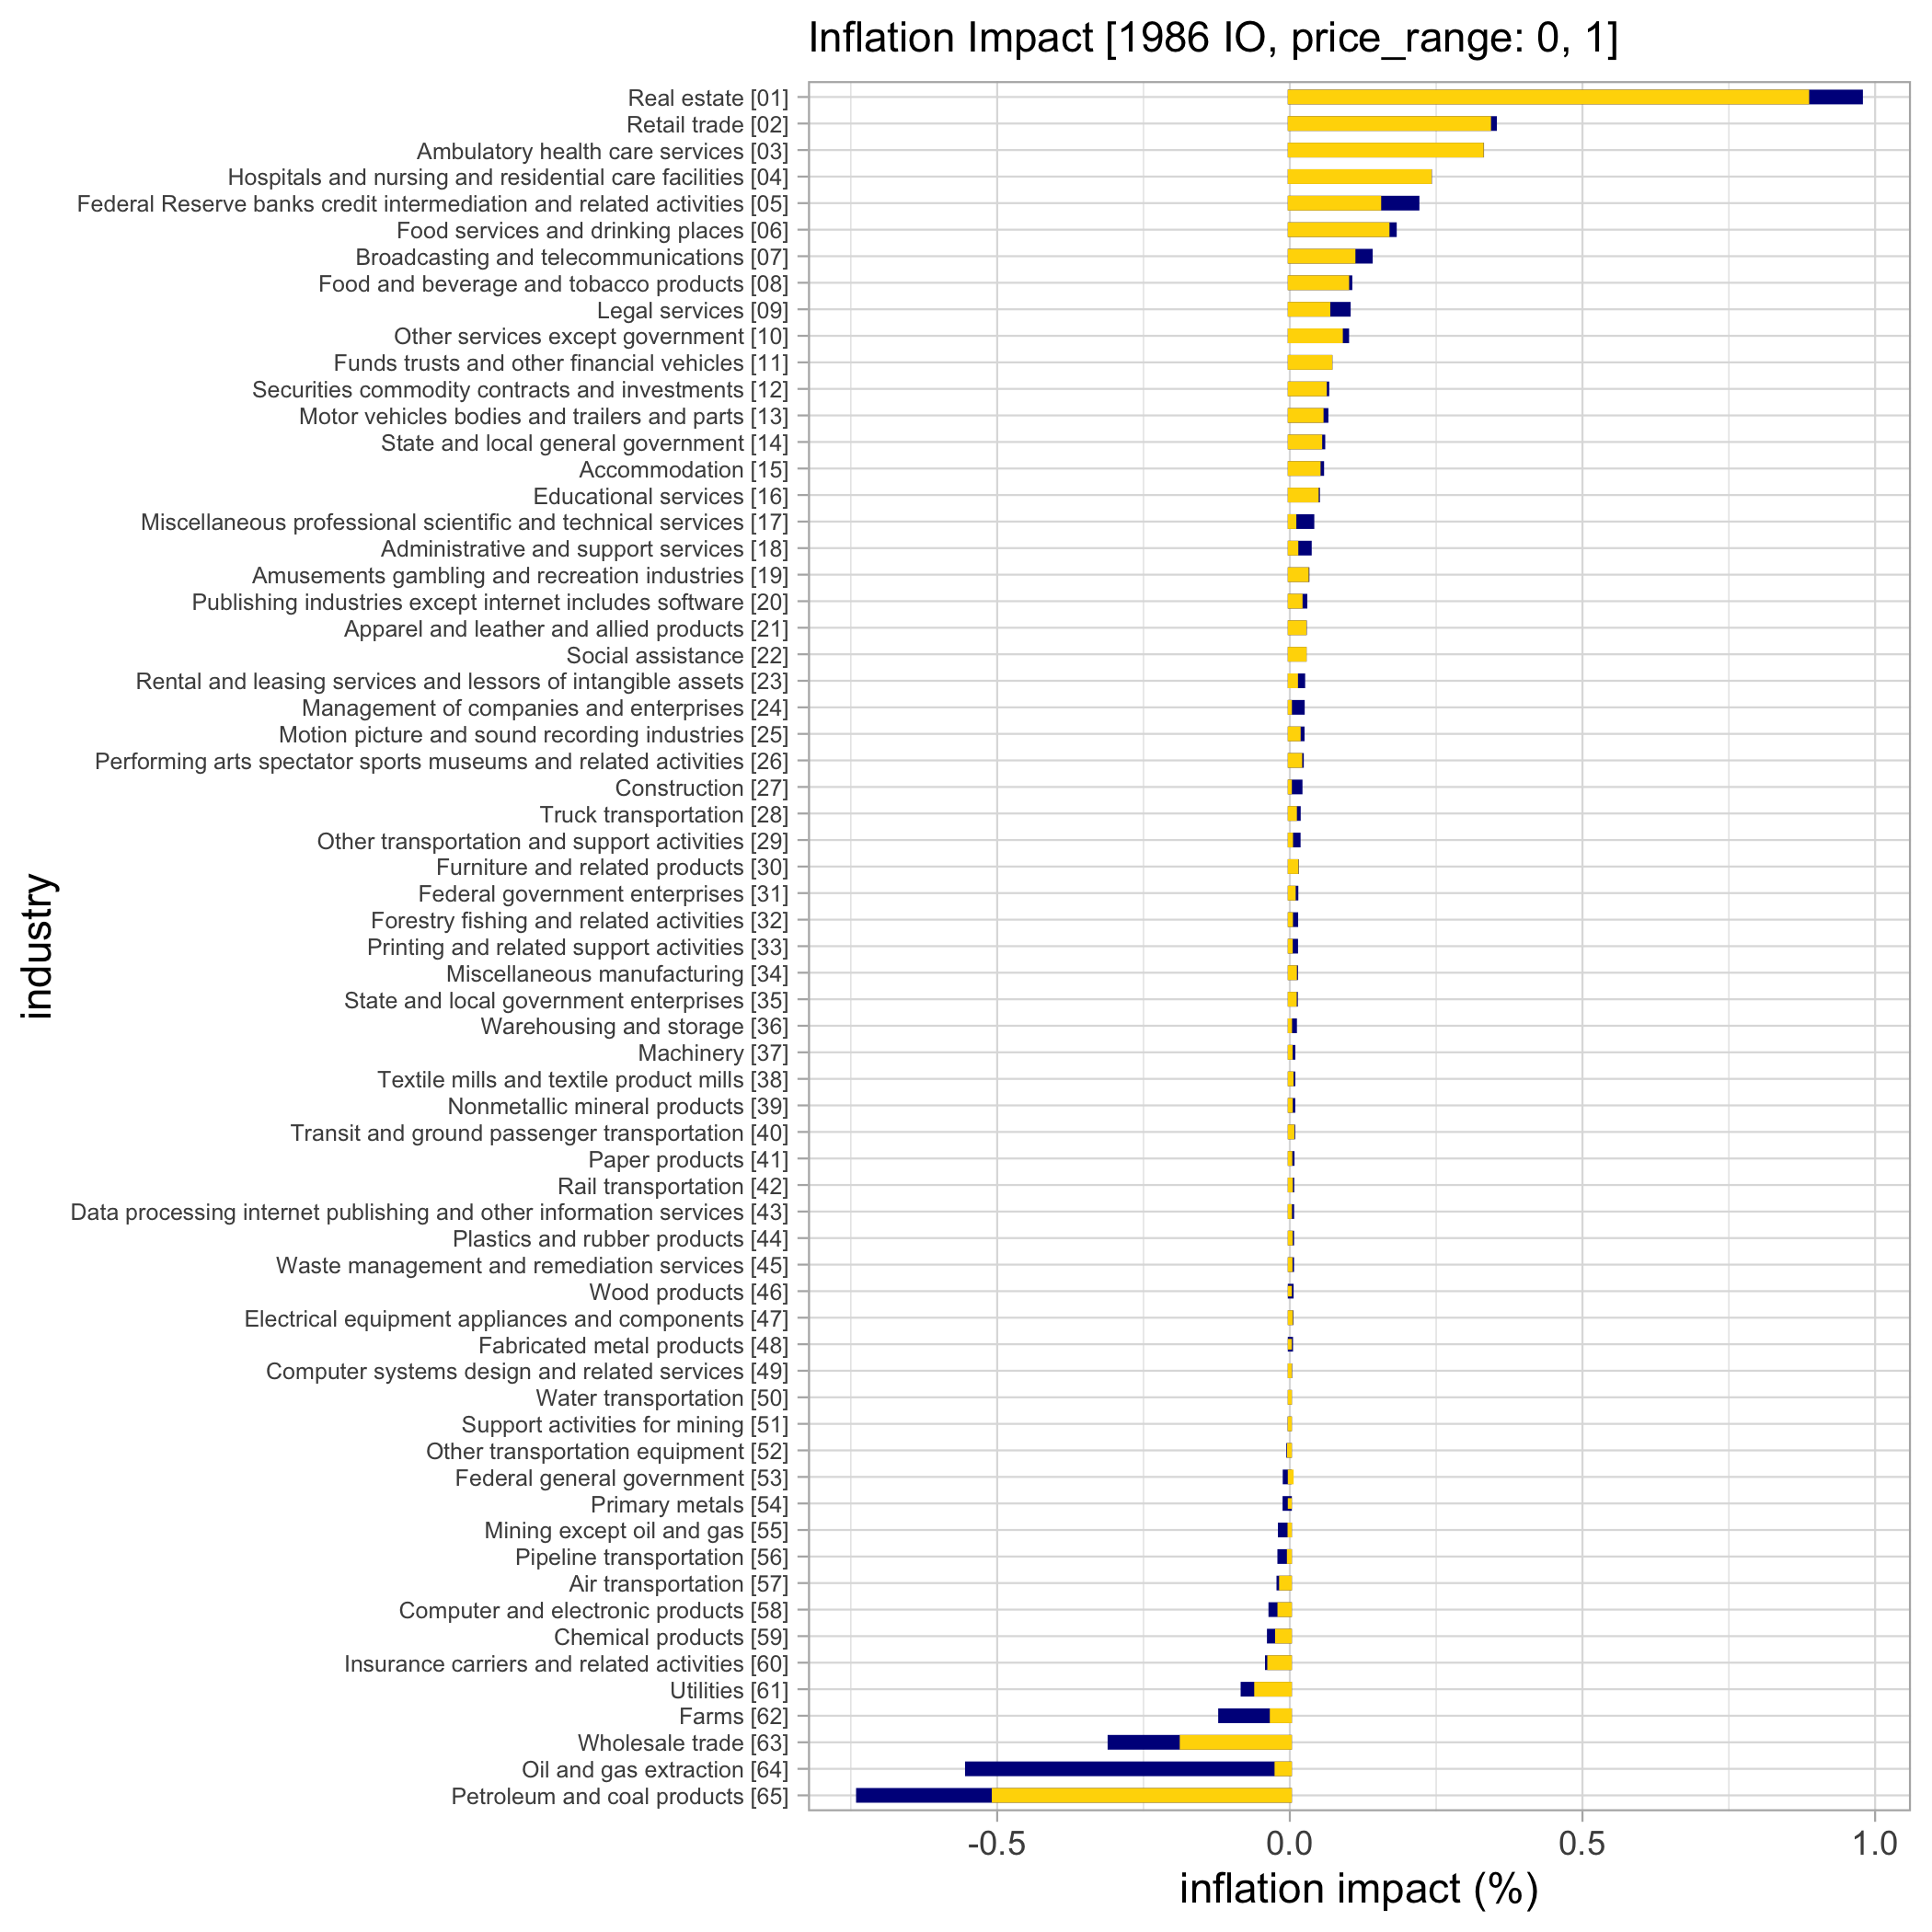 Inflation Impact [1986 IO, price_range: 0, 1]
Real estate [01]
Retail trade [02]
Ambulatory health care services [03]
Hospitals and nursing and residential care facilities [04]
Federal Reserve banks credit intermediation and related activities [05]
Food services and drinking places [06]
Broadcasting and telecommunications [07]
Food and beverage and tobacco products [08]
Legal services [09]
Other services except government [10]
Funds trusts and other financial vehicles [11]
Securities commodity contracts and investments [12]
Motor vehicles bodies and trailers and parts [13]
State and local general government [14]
Accommodation [15]
Educational services [16]
Miscellaneous professional scientific and technical services [17]
Administrative and support services [18]
Amusements gambling and recreation industries [19]
Publishing industries except internet includes software [20]
Apparel and leather and allied products [21]
Social assistance [22]
Rental and leasing services and lessors of intangible assets [23]
Management of companies and enterprises [24]
Motion picture and sound recording industries [25]
Performing arts spectator sports museums and related activities [26]
Construction [27]
Truck transportation [28]
Other transportation and support activities [29]
Furniture and related products [30]
Federal government enterprises [31]
Forestry fishing and related activities [32]
Printing and related support activities [33]
Miscellaneous manufacturing [34]
State and local government enterprises [35]
Warehousing and storage [36]
Machinery [37]
Textile mills and textile product mills [38]
Nonmetallic mineral products [39]
Transit and ground passenger transportation [40]
Paper products [41]
Rail transportation [42]
Data processing internet publishing and other information services [43]
Plastics and rubber products [44]
Waste management and remediation services [45]
Wood products [46]
Electrical equipment appliances and components [47]
Fabricated metal products [48]
Computer systems design and related services [49]
Water transportation [50]
Support activities for mining [51]
Other transportation equipment [52]
Federal general government [53]
Primary metals [54]
Mining except oil and gas [55]
Pipeline transportation [56]
Air transportation [57]
Computer and electronic products [58]
Chemical products [59]
Insurance carriers and related activities [60]
Utilities [61]
Farms [62]
Wholesale trade [63]
Oil and gas extraction [64]
Petroleum and coal products [65]
industry
-0.5 0.0 0.5 1.0
inflation impact (%)